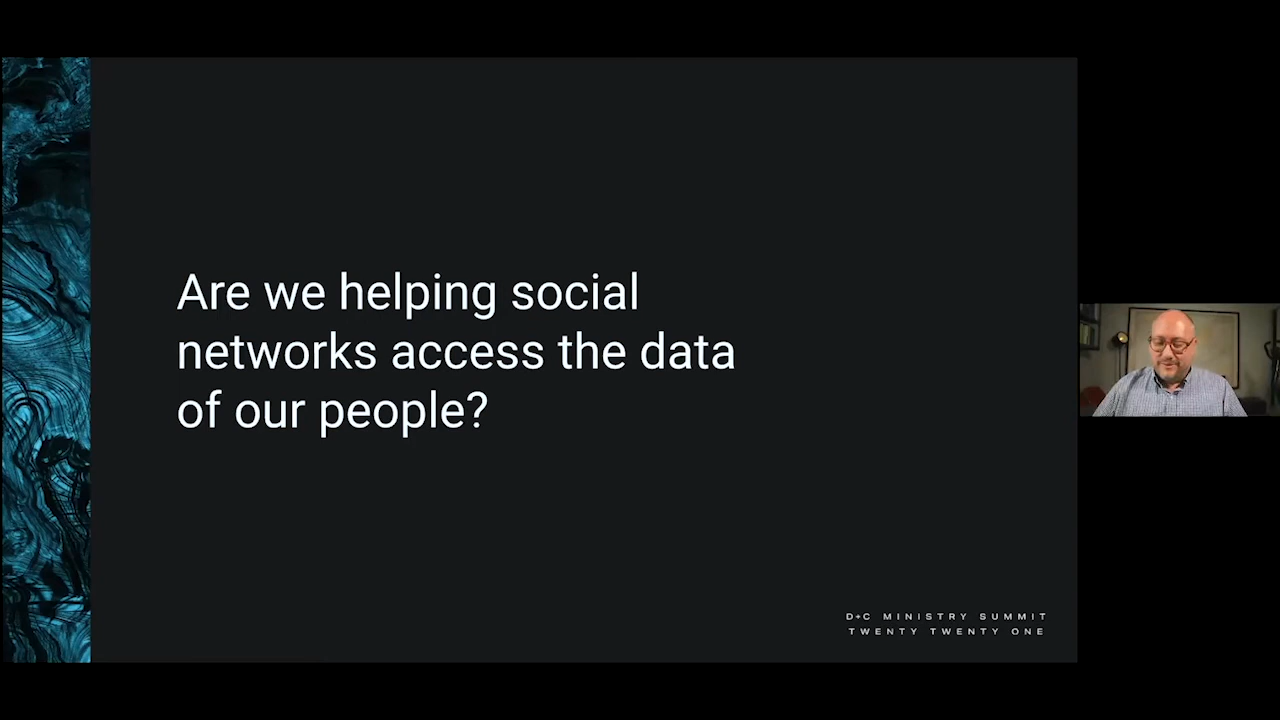 Are we helping social
networks access the data
of our people?
D+C MINISTRY SUMMIT
TWENTY TWENTY ONE